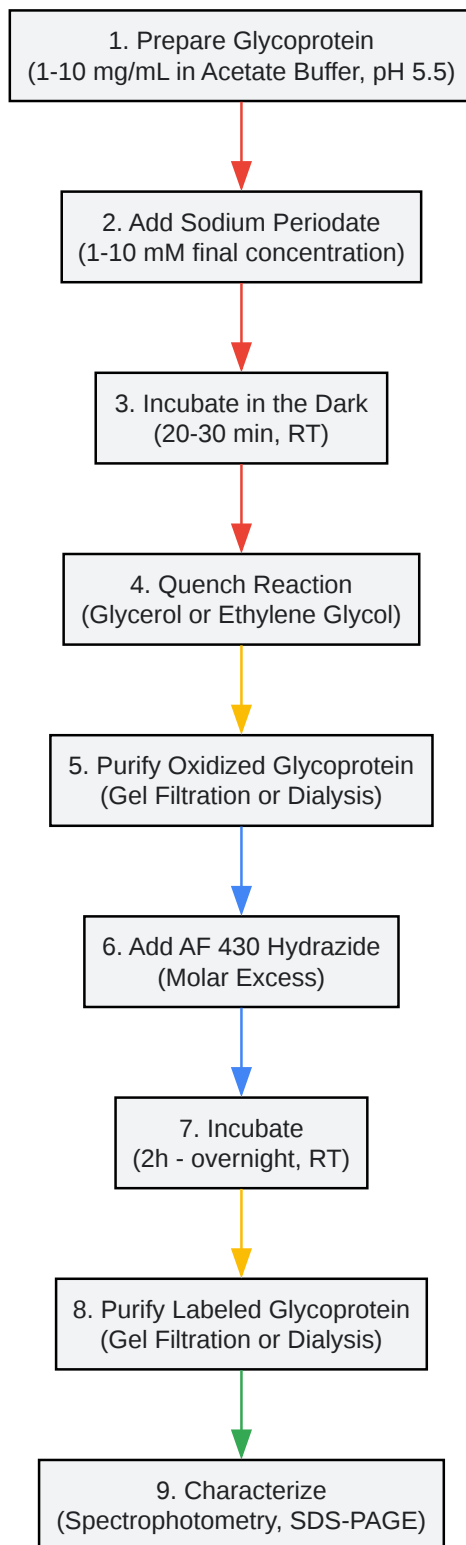 1. Prepare Glycoprotein
(1-10 mg/mL in Acetate Buffer, pH 5.5)
2. Add Sodium Periodate
(1-10 mM final concentration)
3. Incubate in the Dark
(20-30 min, RT)
4. Quench Reaction
(Glycerol or Ethylene Glycol)
5. Purify Oxidized Glycoprotein
(Gel Filtration or Dialysis)
6. Add AF 430 Hydrazide
(Molar Excess)
7. Incubate
(2h - overnight, RT)
8. Purify Labeled Glycoprotein
(Gel Filtration or Dialysis)
9. Characterize
(Spectrophotometry, SDS-PAGE)